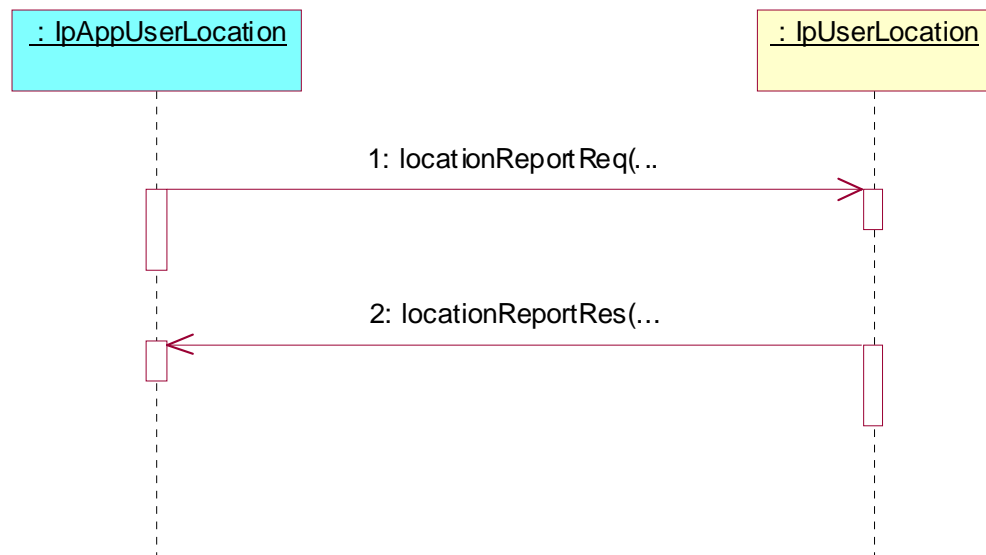 : IpAppUserLocation
: IpUserLocation
1: locationReportReq(...
2: locationReportRes(...